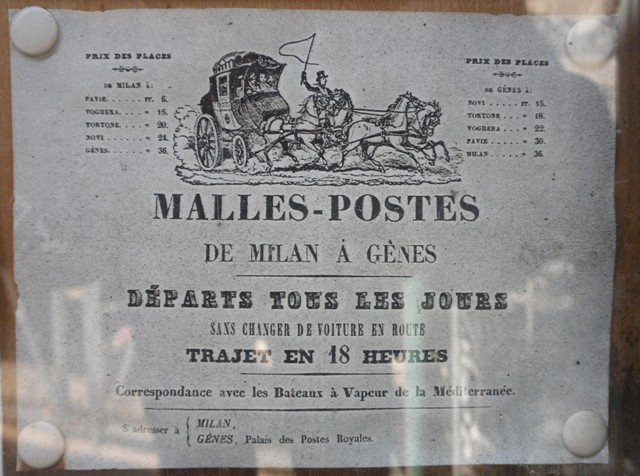 PRIX DES PLACES
DE MILAN À:
PAVIE....... FR. 6.
VOGHERA..... » 16.
TORTONE..... » 20.
NOVI....... » 24.
GÊNES....... » 36.
PRIX DES PLACES
DE GÊNES À:
NOVI....... FR. 15.
TORTONE..... » 18.
VOGHERA..... » 22.
PAVIE....... » 30.
MILAN....... » 36.
MALLES-POSTES
DE MILAN À GÈNES
DÉPARTS TOUS LES JOURS
SANS CHANGER DE VOITURE EN ROUTE
TRAJET EN 18 HEURES
Correspondance avec les Bateaux à Vapeur de la Méditerranée.
S'adresser à { MILAN,
GÊNES, Palais des Postes Royales.